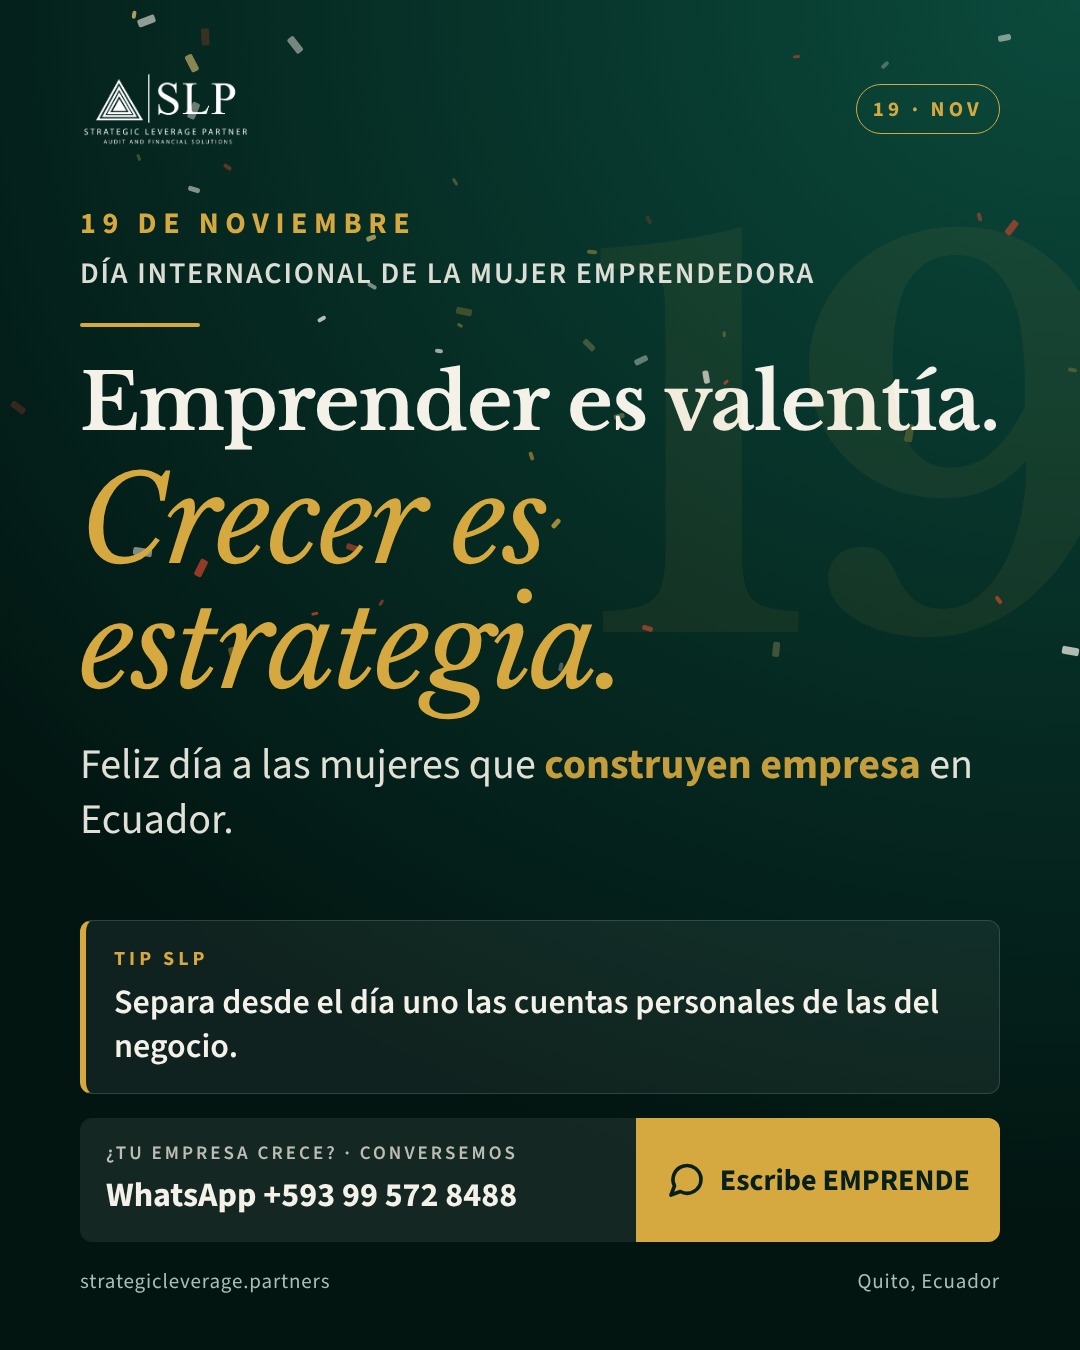 SLP
STRATEGIC LEVERAGE PARTNER
AUDIT AND FINANCIAL SOLUTIONS
19 · NOV
19 DE NOVIEMBRE
DÍA INTERNACIONAL DE LA MUJER EMPRENDEDORA
19
Emprender es valentía.
Crecer es
estrategia.
Feliz día a las mujeres que construyen empresa en
Ecuador.
TIP SLP
Separa desde el día uno las cuentas personales de las del
negocio.
¿TU EMPRESA CRECE? · CONVERSEMOS
WhatsApp +593 99 572 8488
Escribe EMPRENDE
strategicleverage.partners
Quito, Ecuador